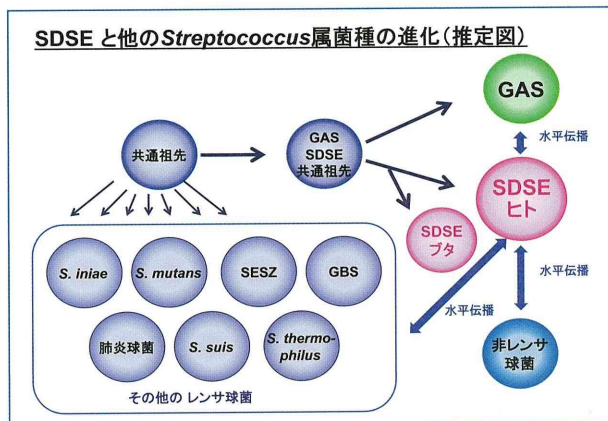 SDSE と他のStreptococcus属菌種の進化(推定図)
共通祖先
GAS
SDSE
共通祖先
GAS
水平伝播
SDSE
ヒト
SDSE
ブタ
水平伝播
水平伝播
非レンサ
球菌
S. iniae
S. mutans
SESZ
GBS
肺炎球菌
S. suis
S. thermo-
philus
その他の レンサ球菌